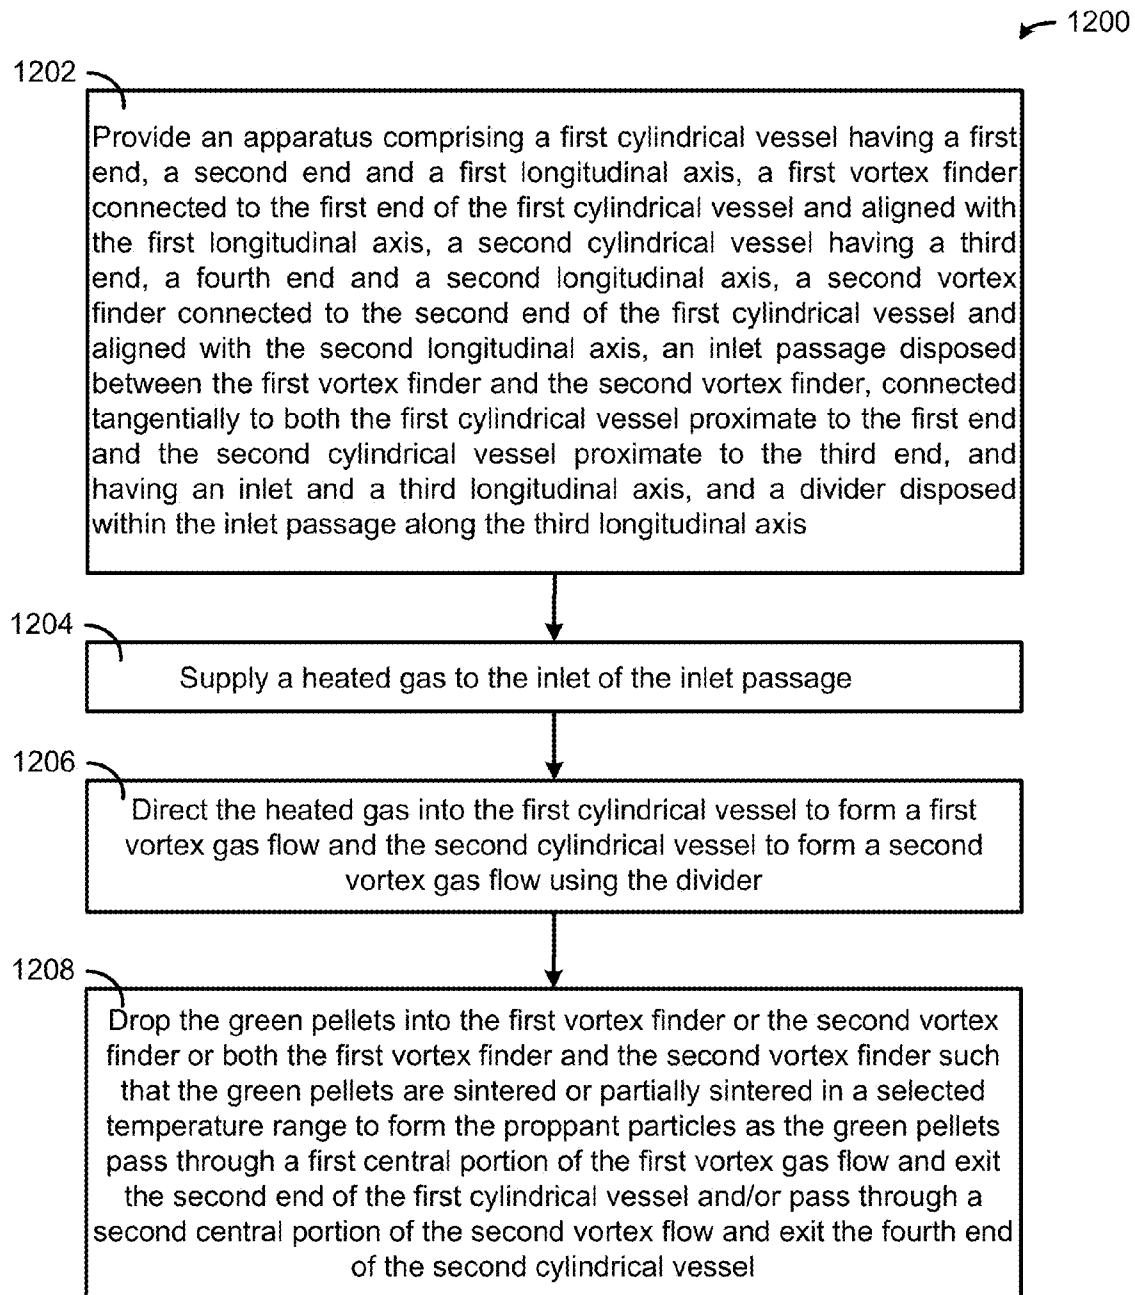 1200
1202
Provide an apparatus comprising a first cylindrical vessel having a first
end, a second end and a first longitudinal axis, a first vortex finder
connected to the first end of the first cylindrical vessel and aligned with
the first longitudinal axis, a second cylindrical vessel having a third
end, a fourth end and a second longitudinal axis, a second vortex
finder connected to the second end of the first cylindrical vessel and
aligned with the second longitudinal axis, an inlet passage disposed
between the first vortex finder and the second vortex finder, connected
tangentially to both the first cylindrical vessel proximate to the first end
and the second cylindrical vessel proximate to the third end, and
having an inlet and a third longitudinal axis, and a divider disposed
within the inlet passage along the third longitudinal axis
1204
Supply a heated gas to the inlet of the inlet passage
1206
Direct the heated gas into the first cylindrical vessel to form a first
vortex gas flow and the second cylindrical vessel to form a second
vortex gas flow using the divider
1208
Drop the green pellets into the first vortex finder or the second vortex
finder or both the first vortex finder and the second vortex finder such
that the green pellets are sintered or partially sintered in a selected
temperature range to form the proppant particles as the green pellets
pass through a first central portion of the first vortex gas flow and exit
the second end of the first cylindrical vessel and/or pass through a
second central portion of the second vortex flow and exit the fourth end
of the second cylindrical vessel